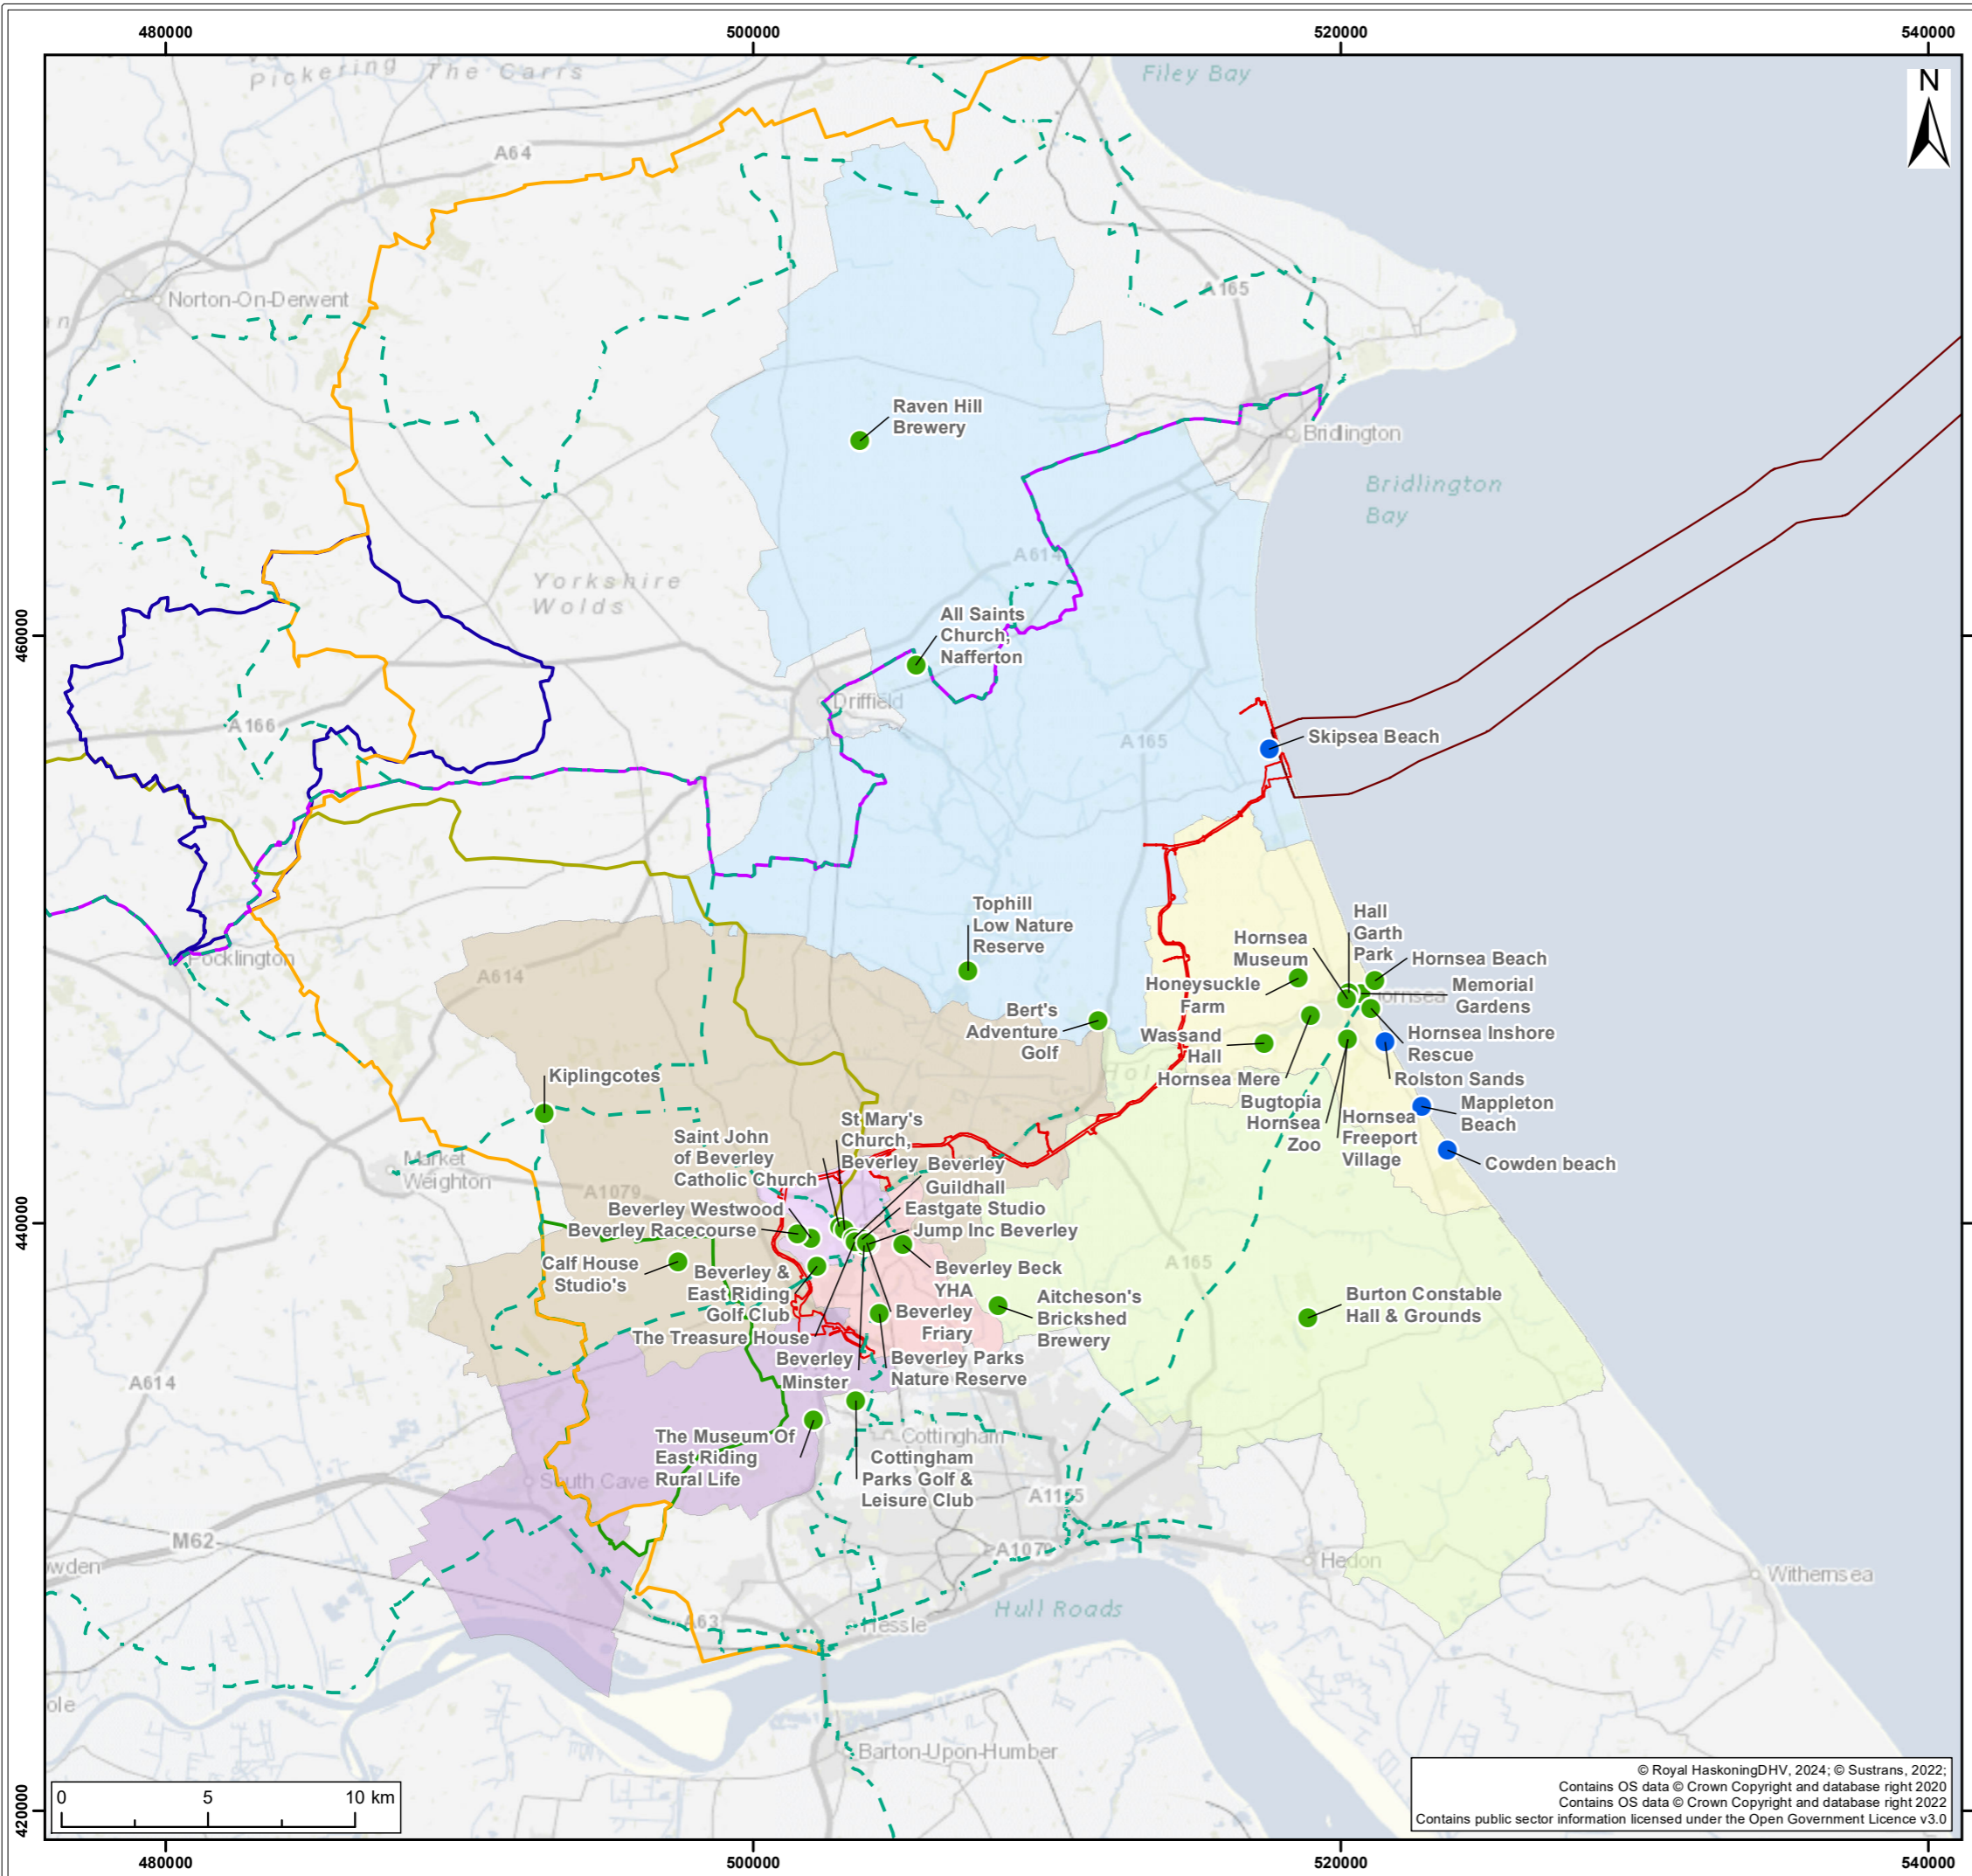 480000
500000
520000
540000
Pickering
The Carrs
Filey Bay
N
A64
Norton-On-Derwent
A165
Raven Hill
Brewery
Bridlington
Bridlington
Bay
Yorkshire
Wolds
A614
460000
All Saints
Church,
Nafferton
Driffield
A166
A165
Skipsea Beach
Pocklington
A614
Tophill
Low Nature
Reserve
Hall
Garth
Park
Hornsea
Museum
Hornsea Beach
Honeysuckle
Farm
Hornsea
Memorial
Gardens
Bert's
Adventure
Golf
Wassand
Hall
Hornsea Inshore
Rescue
Hornsea Mere
Rolston Sands
Kiplingcotes
Bugtopia
Hornsea
Zoo
Hornsea
Freeport
Village
Mappleton
Beach
Cowden beach
Market
Weighton
A1079
Saint John
of Beverley
Catholic Church
St Mary's
Church,
Beverley
Beverley
Guildhall
Beverley Westwood
Eastgate Studio
Beverley Racecourse
Jump Inc Beverley
440000
Calf House
Studio's
Beverley &
East Riding
Golf Club
Beverley Beck
YHA
Beverley
Friary
Aitcheson's
Brickshed
Brewery
A165
Burton Constable
Hall & Grounds
The Treasure House
Beverley
Minster
Beverley Parks
Nature Reserve
A614
The Museum Of
East Riding
Rural Life
Cottingham
Cottingham
Parks Golf &
Leisure Club
South Cave
A1165
M62
wden
A1079
Hedon
Withernsea
Hull Roads
A63
Hessle
ole
Barton-Upon-Humber
0 5 10 km
© Royal HaskoningDHV, 2024; © Sustrans, 2022;
Contains OS data © Crown Copyright and database right 2020
Contains OS data © Crown Copyright and database right 2022
Contains public sector information licensed under the Open Government Licence v3.0
420000
480000
500000
520000
540000